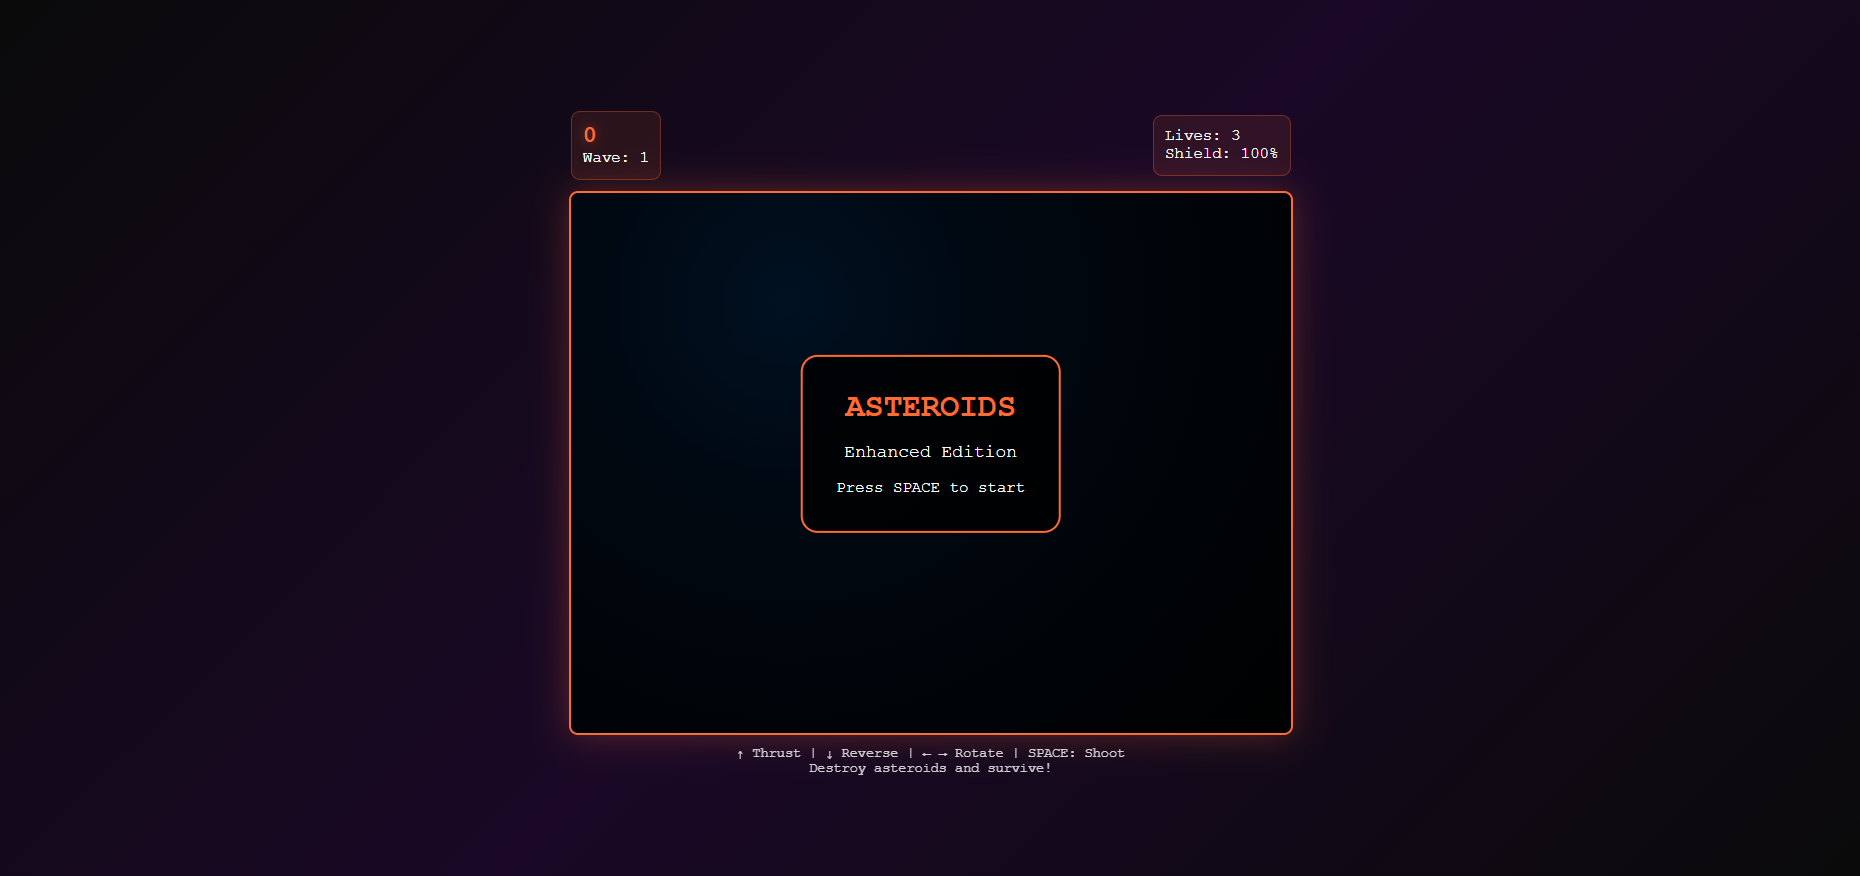 0
Wave: 1
Lives: 3
Shield: 100%
ASTEROIDS
Enhanced Edition
Press SPACE to start
↑ Thrust | ↓ Reverse | ← → Rotate | SPACE: Shoot
Destroy asteroids and survive!